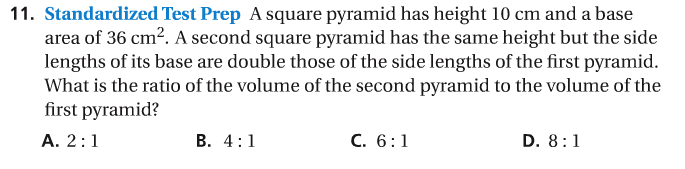 11. Standardized Test Prep A square pyramid has height 10 cm and a base
area of 36 cm². A second square pyramid has the same height but the side
lengths of its base are double those of the side lengths of the first pyramid.
What is the ratio of the volume of the second pyramid to the volume of the
first pyramid?
A. 2 : 1 B. 4 : 1 C. 6 : 1 D. 8 : 1